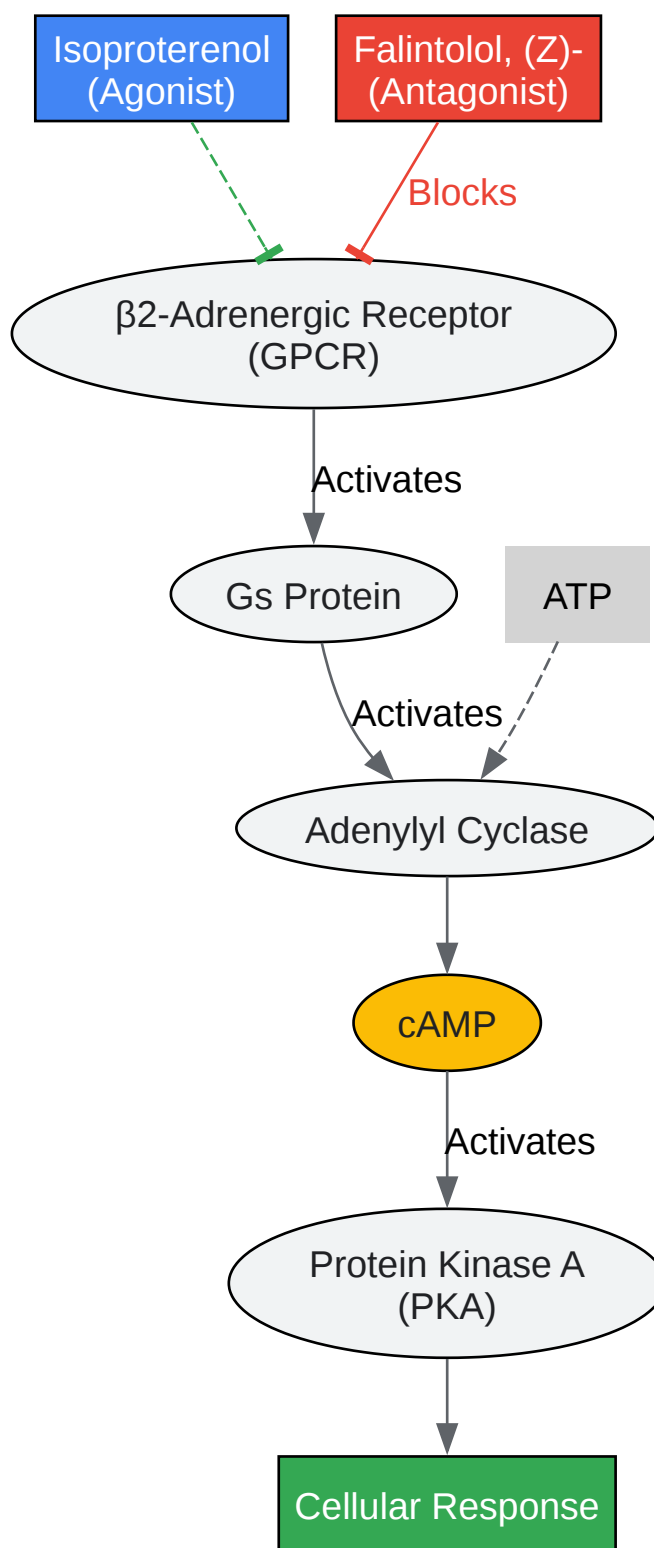 Isoproterenol
(Agonist)
Falintolol, (Z)-
(Antagonist)
Blocks
β2-Adrenergic Receptor
(GPCR)
Activates
Gs Protein
ATP
Activates
Adenylyl Cyclase
cAMP
Activates
Protein Kinase A
(PKA)
Cellular Response